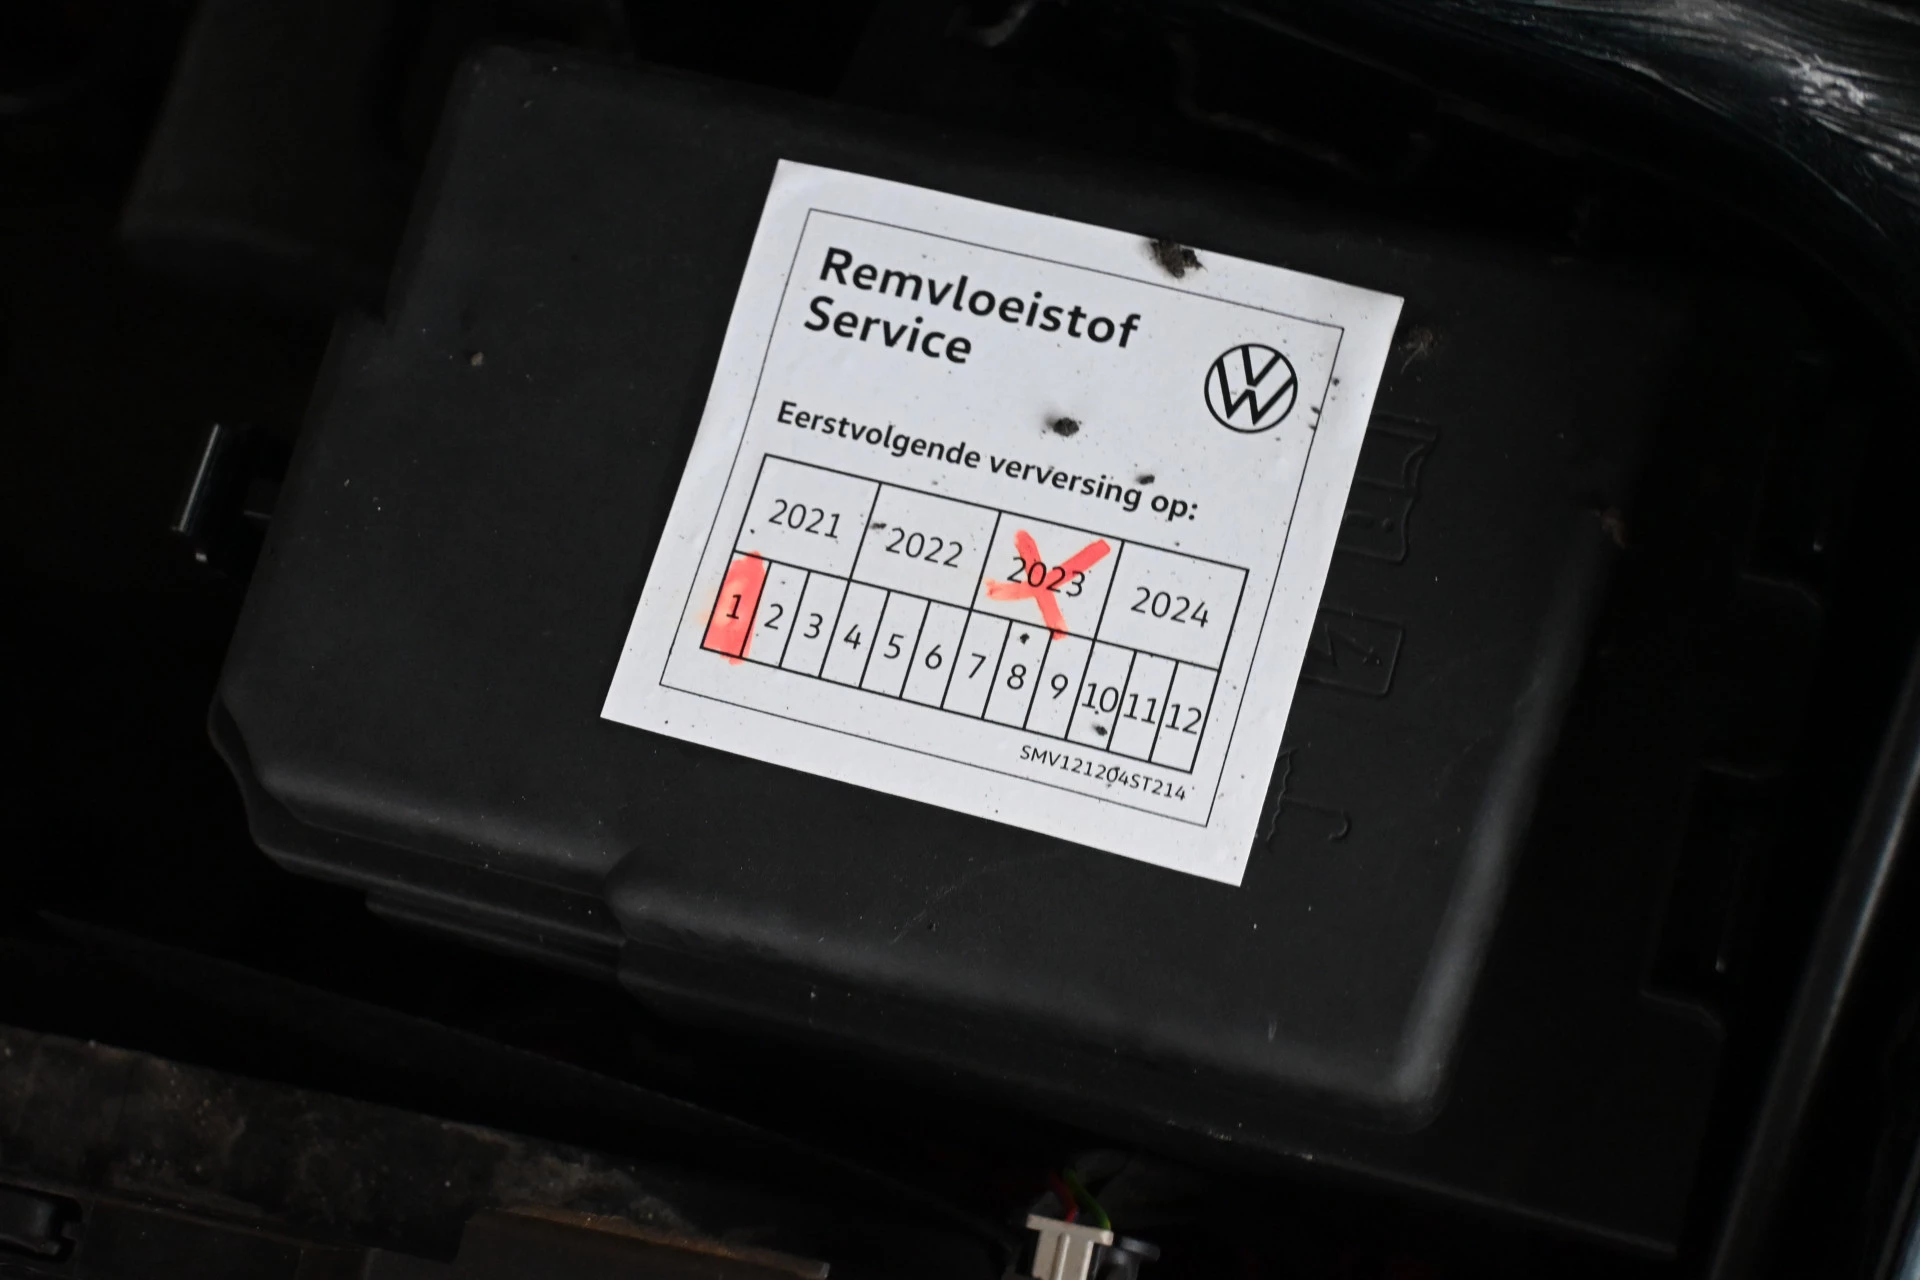 Remvloeistof
Service
Eerstvolgende verversing op:
2021 2022 2023 2024
1 2 3 4 5 6 7 8 9 10 11 12
SMV121204ST214